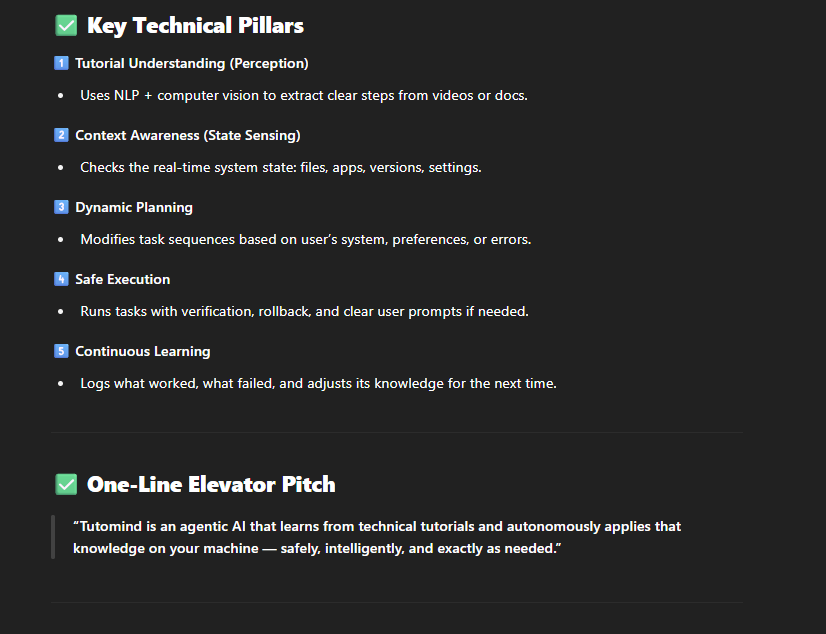 ✅ Key Technical Pillars
1️⃣ Tutorial Understanding (Perception)
• Uses NLP + computer vision to extract clear steps from videos or docs.
2️⃣ Context Awareness (State Sensing)
• Checks the real-time system state: files, apps, versions, settings.
3️⃣ Dynamic Planning
• Modifies task sequences based on user’s system, preferences, or errors.
4️⃣ Safe Execution
• Runs tasks with verification, rollback, and clear user prompts if needed.
5️⃣ Continuous Learning
• Logs what worked, what failed, and adjusts its knowledge for the next time.
✅ One-Line Elevator Pitch
“Tutomind is an agentic AI that learns from technical tutorials and autonomously applies that
knowledge on your machine — safely, intelligently, and exactly as needed.”